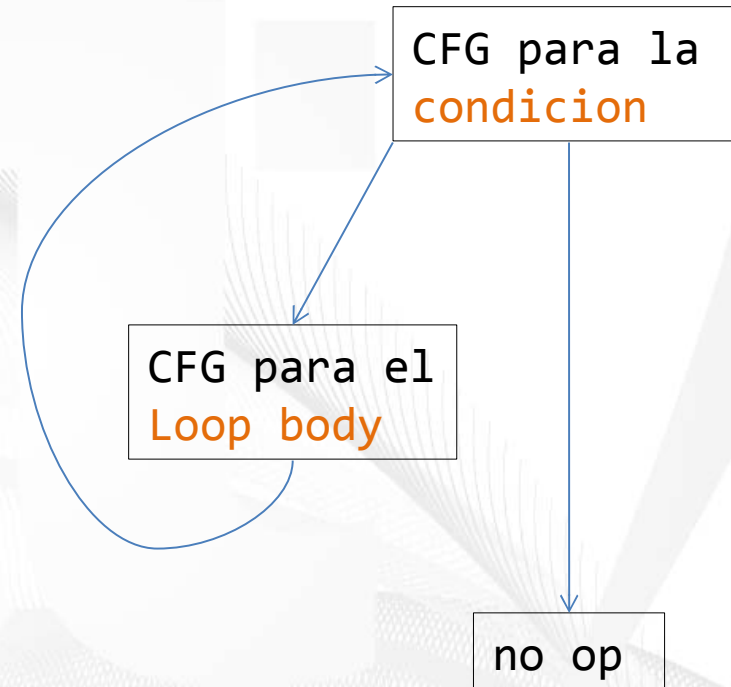 CFG para la
condicion
CFG para el
Loop body
no op